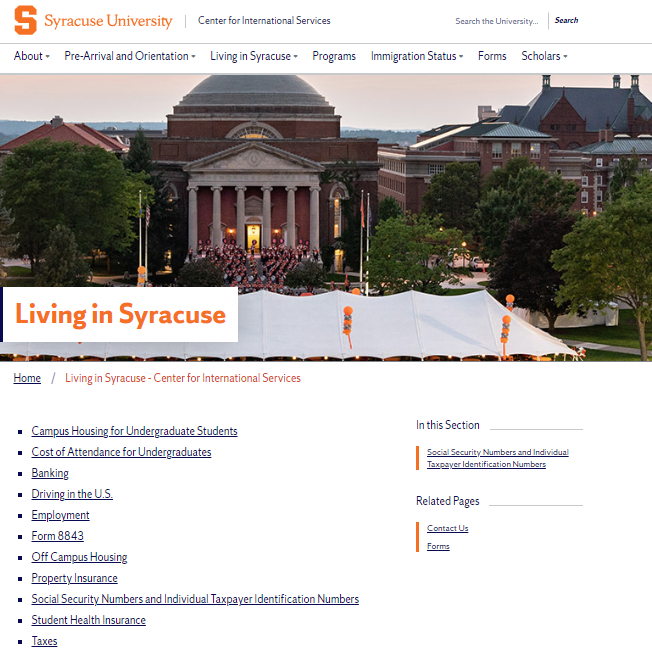 S Syracuse University
Center for International Services
Search the University...
Search
About
Pre-Arrival and Orientation
Living in Syracuse
Programs
Immigration Status
Forms
Scholars
Living in Syracuse
Home / Living in Syracuse - Center for International Services
Campus Housing for Undergraduate Students
Cost of Attendance for Undergraduates
Banking
Driving in the U.S.
Employment
Form 8843
Off Campus Housing
Property Insurance
Social Security Numbers and Individual Taxpayer Identification Numbers
Student Health Insurance
Taxes
In this Section
Social Security Numbers and Individual
Taxpayer Identification Numbers
Related Pages
Contact Us
Forms